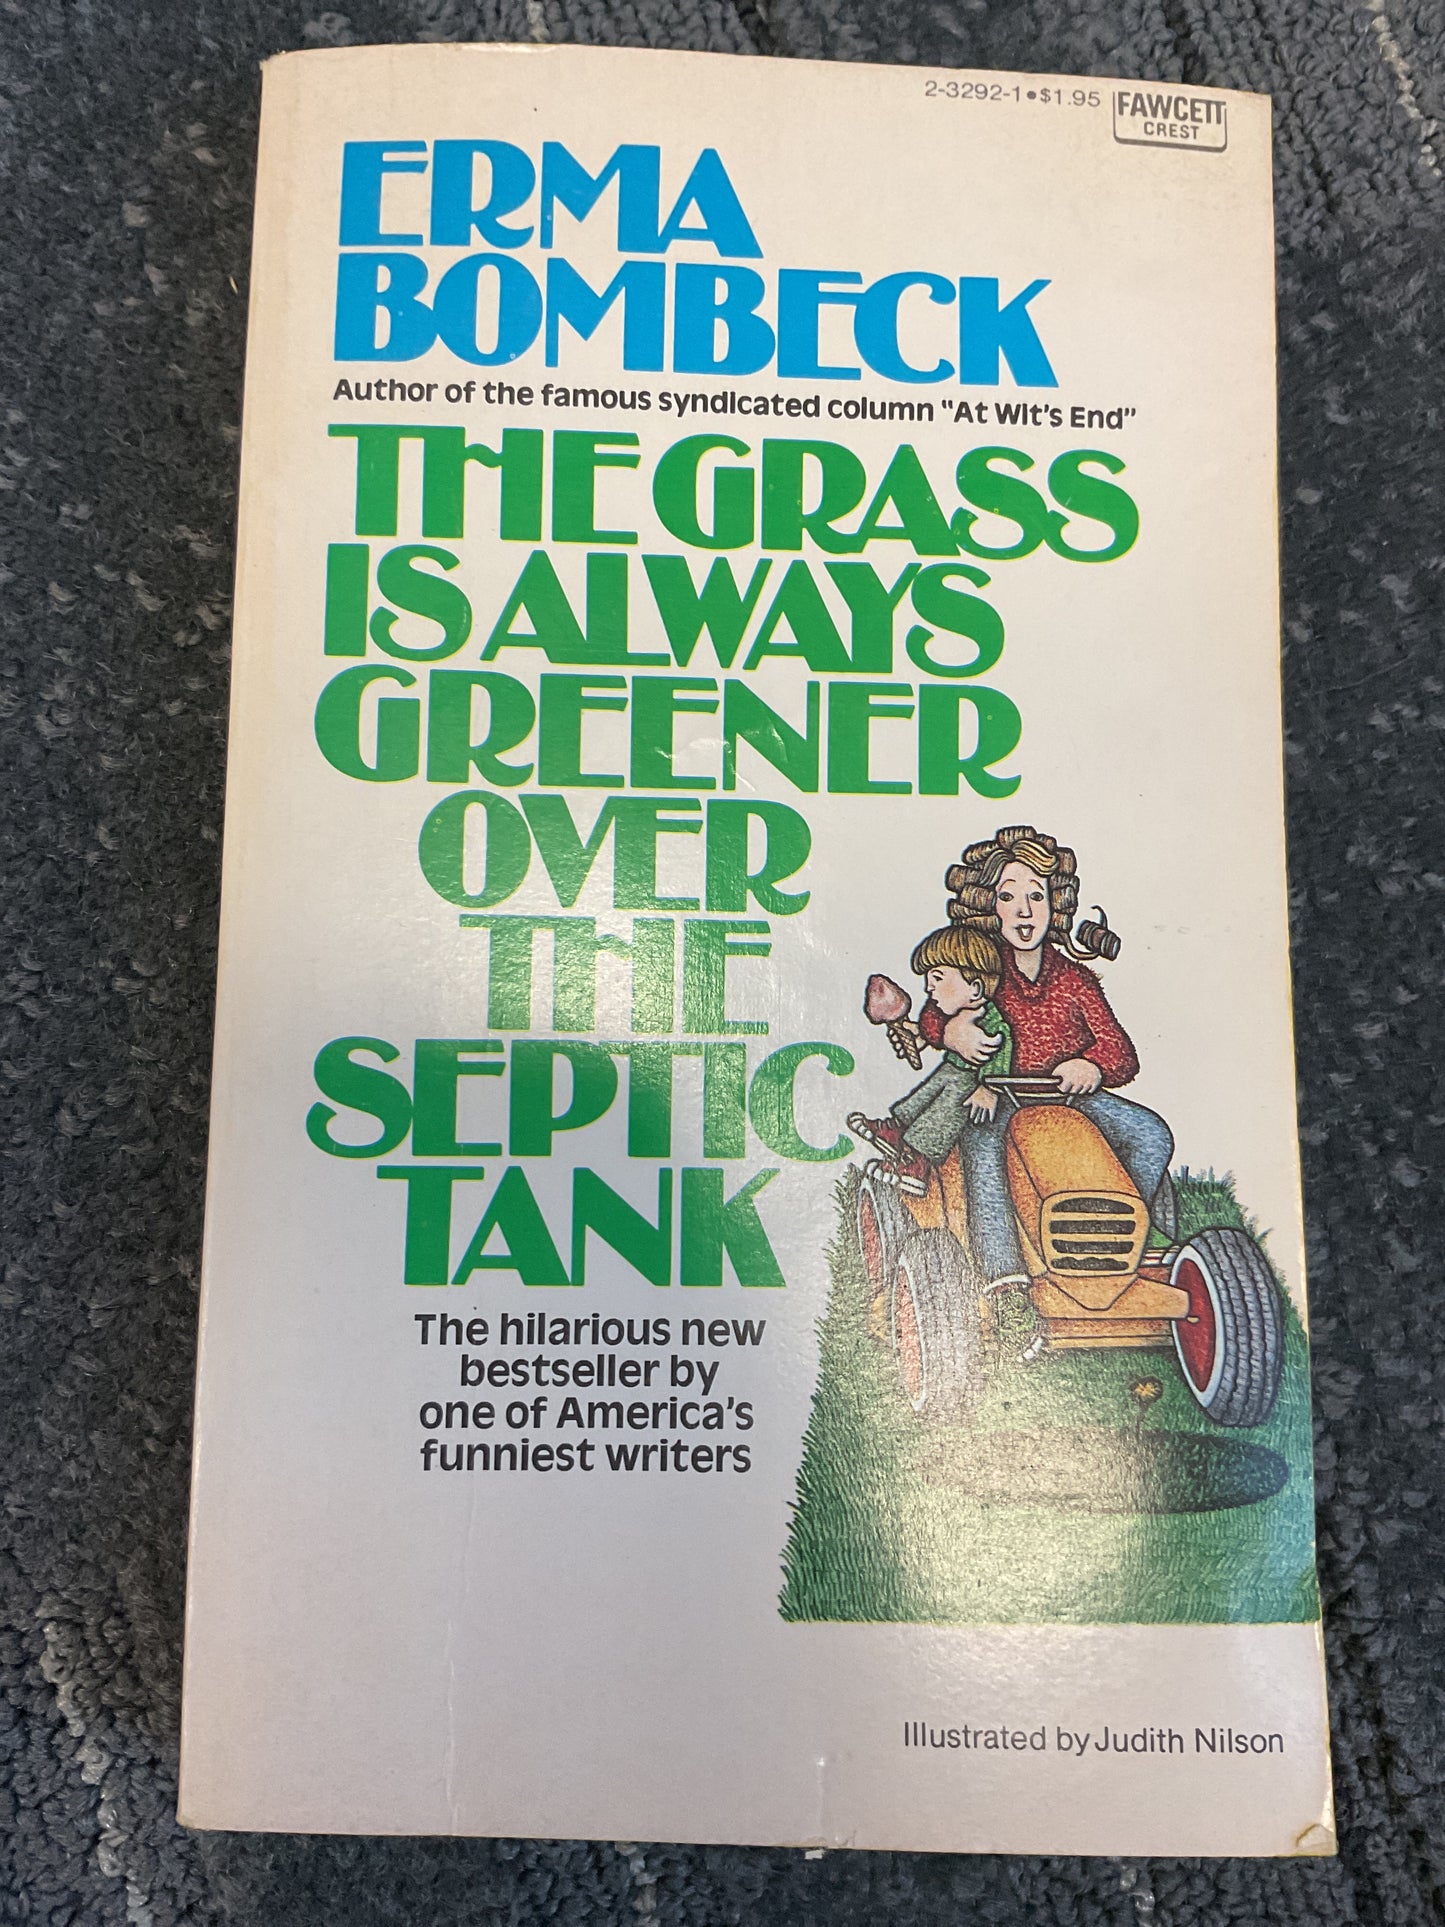 2-3292-1•$1.95
FAWCETT
CREST
ERMA
BOMBECK
Author of the famous syndicated column "At Wit's End"
THE GRASS
IS ALWAYS
GREENER
OVER
THE
SEPTIC
TANK
The hilarious new
bestseller by
one of America's
funniest writers
Illustrated by Judith Nilson